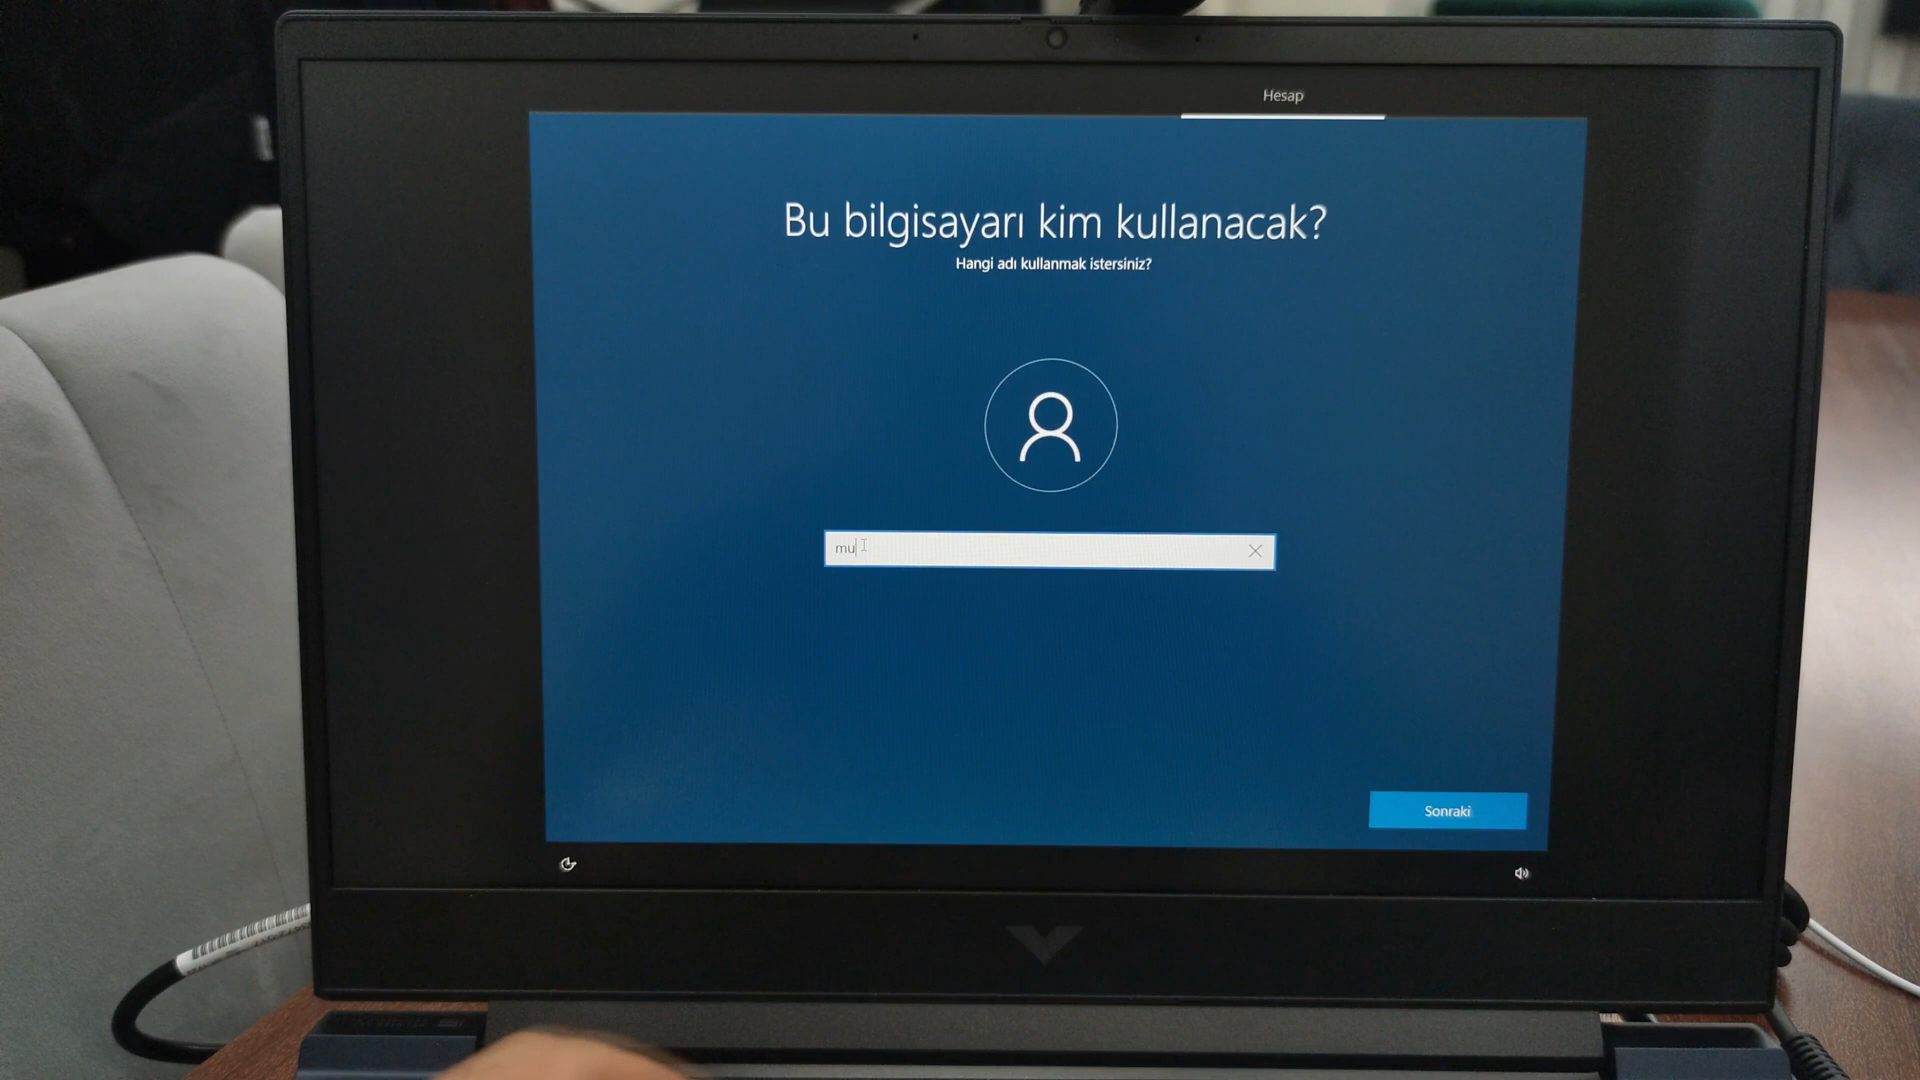 Hesap
Bu bilgisayarı kim kullanacak?
Hangi adı kullanmak istersiniz?
mu
Sonraki